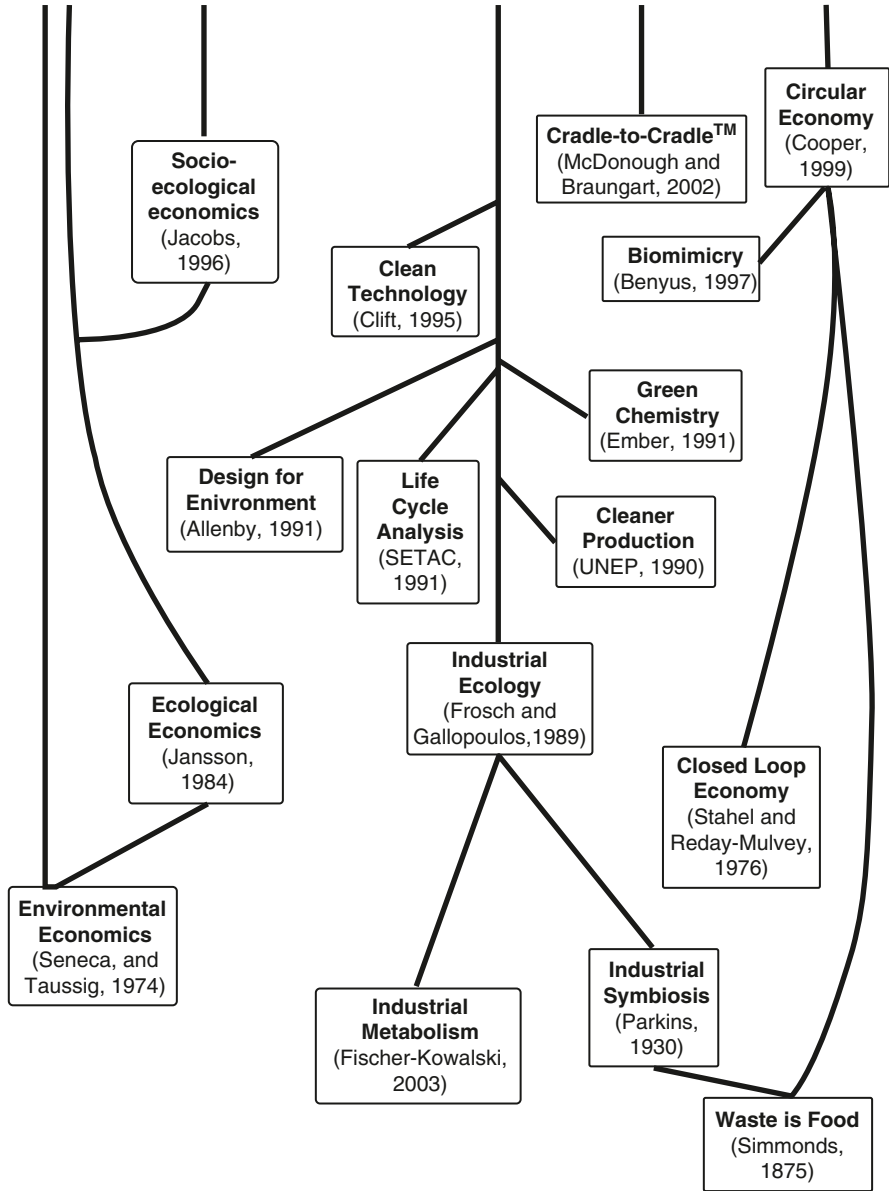 Circular
Economy
(Cooper,
1999)
Cradle-to-Cradle™
(McDonough and
Braungart, 2002)
Socio-
ecological
economics
(Jacobs,
1996)
Clean
Technology
(Clift, 1995)
Biomimicry
(Benyus, 1997)
Green
Chemistry
(Ember, 1991)
Design for
Enivronment
(Allenby, 1991)
Life
Cycle
Analysis
(SETAC,
1991)
Cleaner
Production
(UNEP, 1990)
Industrial
Ecology
(Frosch and
Gallopoulos,1989)
Ecological
Economics
(Jansson,
1984)
Closed Loop
Economy
(Stahel and
Reday-Mulvey,
1976)
Environmental
Economics
(Seneca, and
Taussig, 1974)
Industrial
Metabolism
(Fischer-Kowalski,
2003)
Industrial
Symbiosis
(Parkins,
1930)
Waste is Food
(Simmonds,
1875)